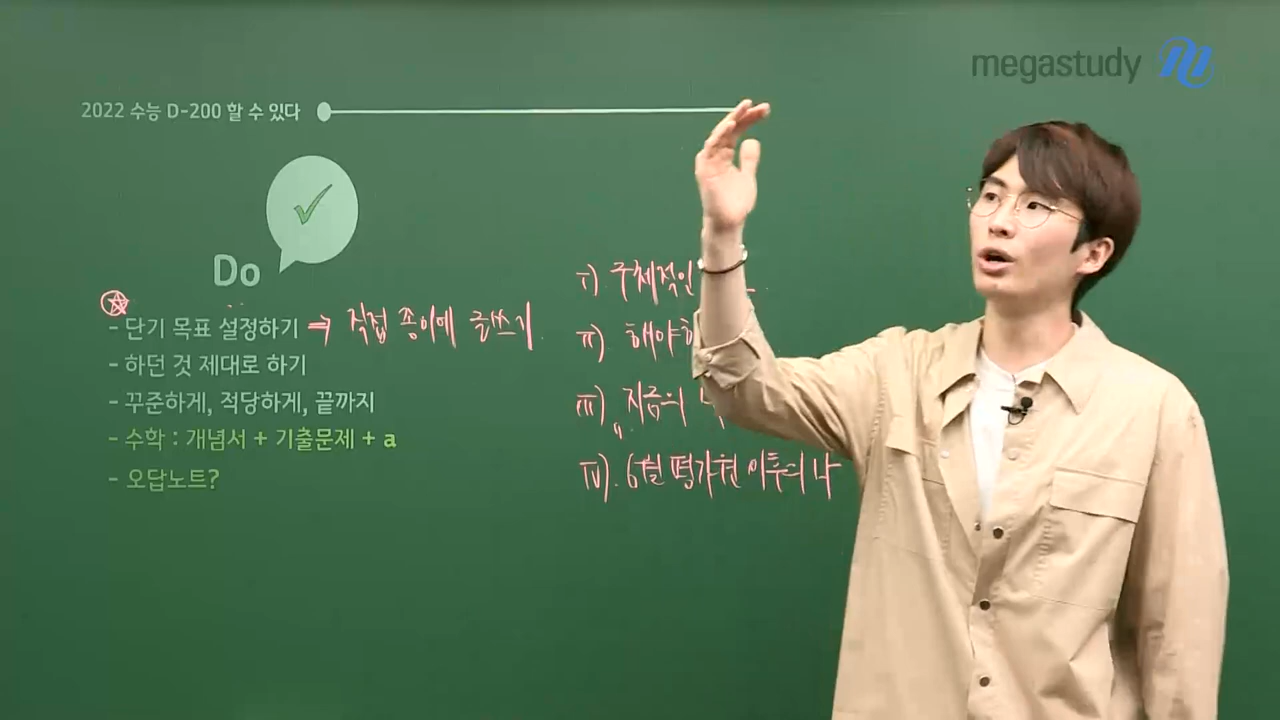 megastudy
2022 수능 D-200 할 수 있다
Do
- 단기 목표 설정하기 ⇒ 직접 종이에 글쓰기
- 하던 것 제대로 하기
- 꾸준하게, 적당하게, 끝까지
- 수학 : 개념서 + 기출문제 + a
- 오답노트?
i) 구체적인
ii) 해야
iii) 지금의
iv) 6월 평가원 이투더 나